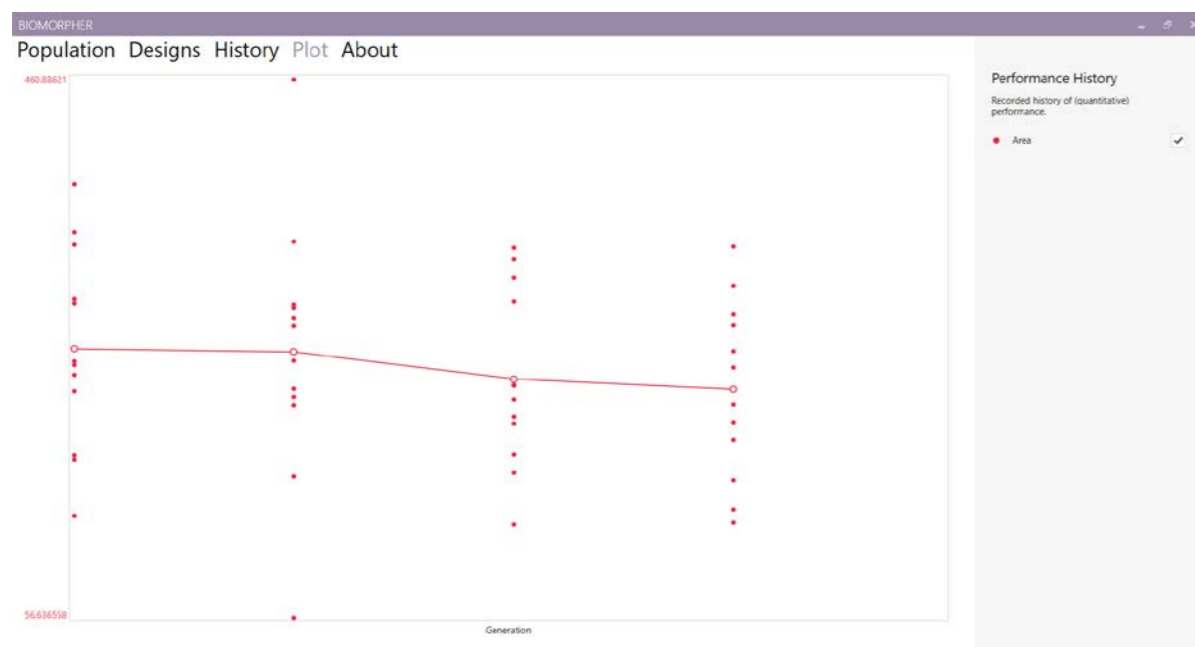 BIOMORPHER
Population Designs History Plot About
460.88621
56.636558
Generation
Performance History
Recorded history of (quantitative)
performance.
Area